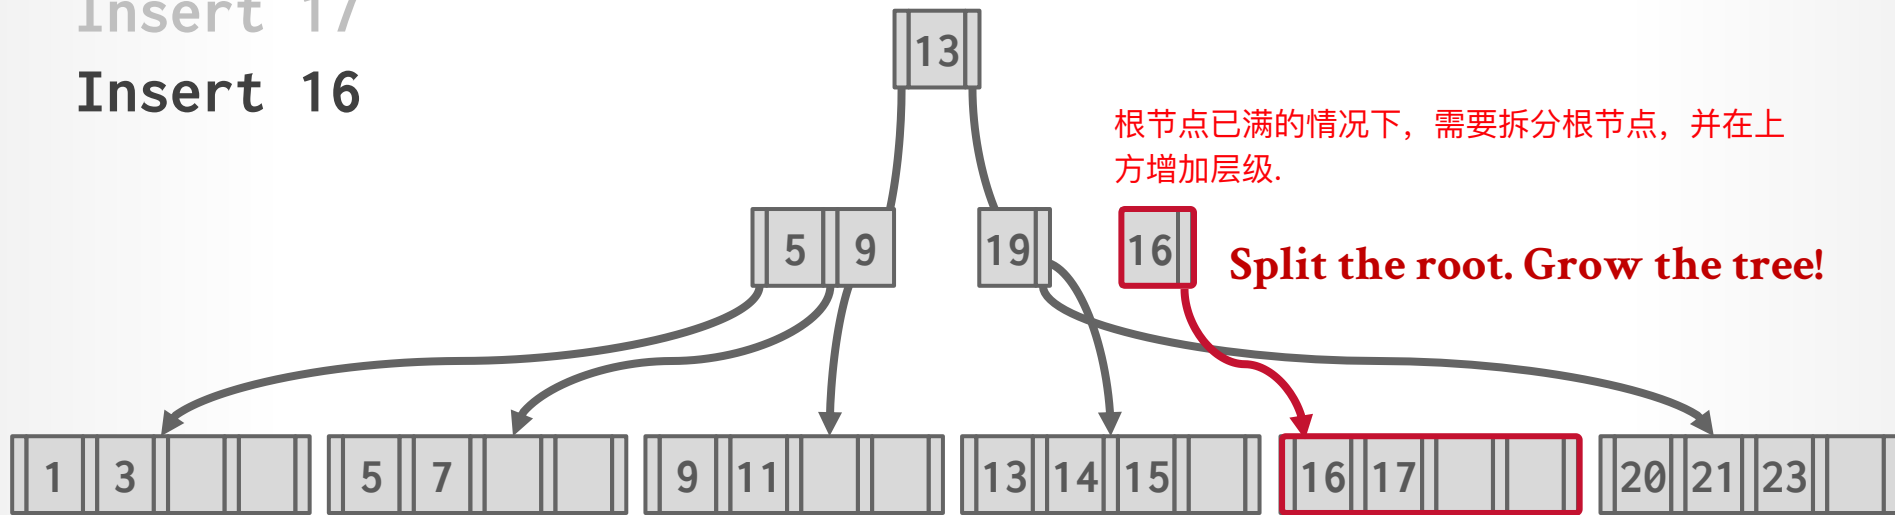 Insert 17
Insert 16
13
根节点已满的情况下，需要拆分根节点，并在上
方增加层级.
5 9
19
16
Split the root. Grow the tree!
1 3
5 7
9 11
13 14 15
16 17
20 21 23